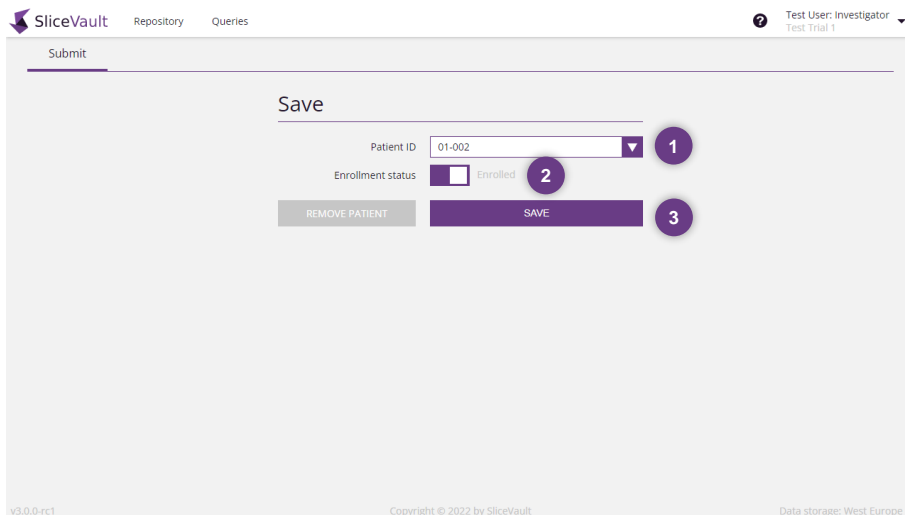 SliceVault Repository Queries Test User: Investigator
Test Trial 1
Submit
Save
Patient ID 01-002 1
Enrollment status Enrolled 2
REMOVE PATIENT SAVE 3
v3.0.0-rc1 Copyright © 2022 by SliceVault Data storage: West Europe